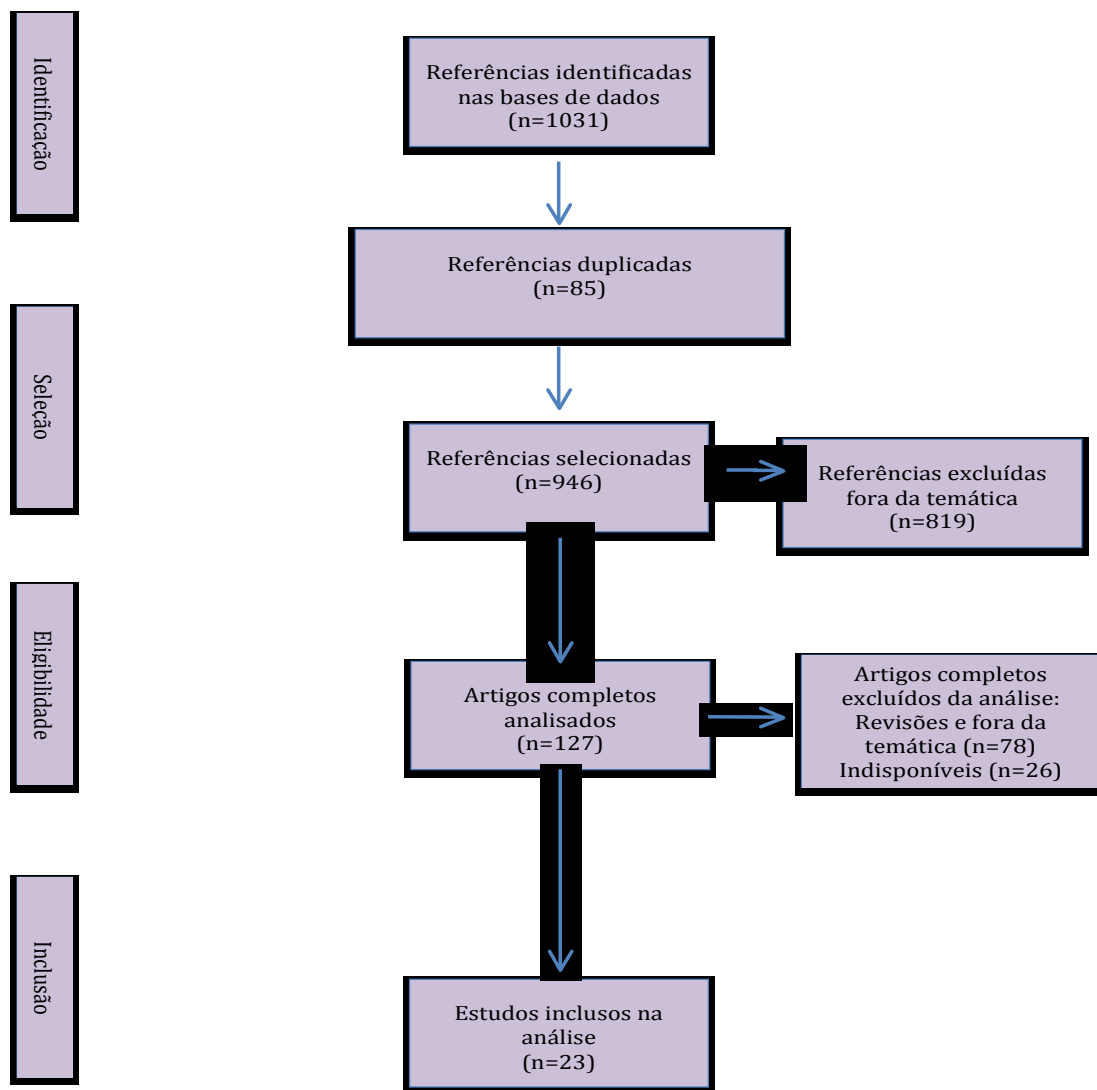 Identificação
Referências identificadas
nas bases de dados
(n=1031)
Referências duplicadas
(n=85)
Seleção
Referências selecionadas
(n=946)
Referências excluídas
fora da temática
(n=819)
Eligibilidade
Artigos completos
analisados
(n=127)
Artigos completos
excluídos da análise:
Revisões e fora da
temática (n=78)
Indisponíveis (n=26)
Inclusão
Estudos inclusos na
análise
(n=23)